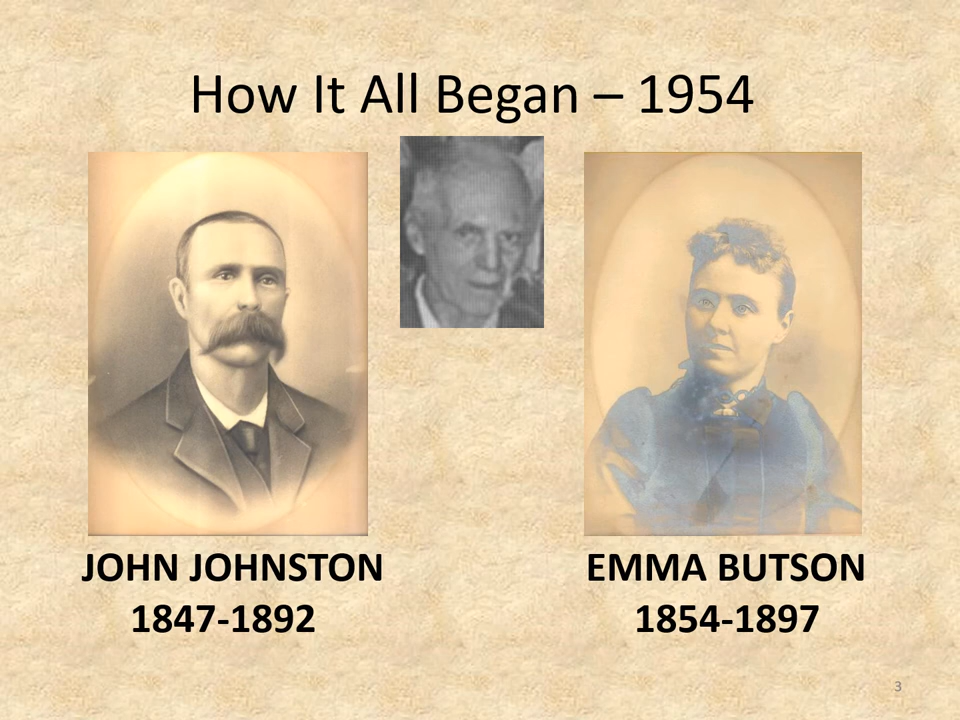 How It All Began – 1954
JOHN JOHNSTON
1847-1892
EMMA BUTSON
1854-1897
3